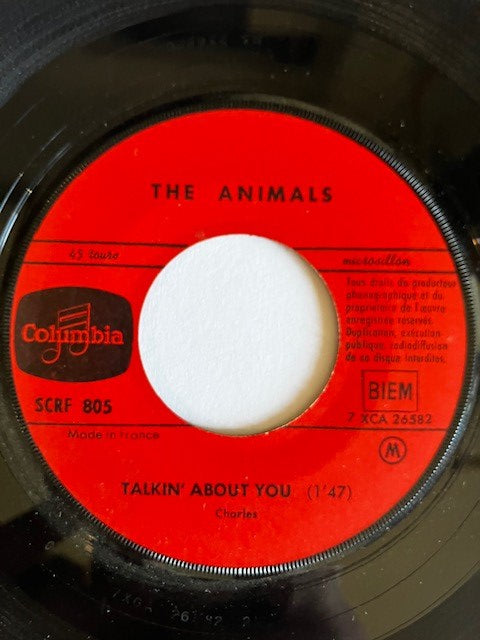 THE ANIMALS
45 tours
microsillon
Columbia
SCRF 805
Made in France
Tous droits du producteur
phonographique et du
propriétaire de l'œuvre
enregistrée réservés.
Duplication, exécution
publique, radiodiffusion
de ce disque interdites.
BIEM
7 XCA 26582
M
TALKIN' ABOUT YOU (1'47)
Charles